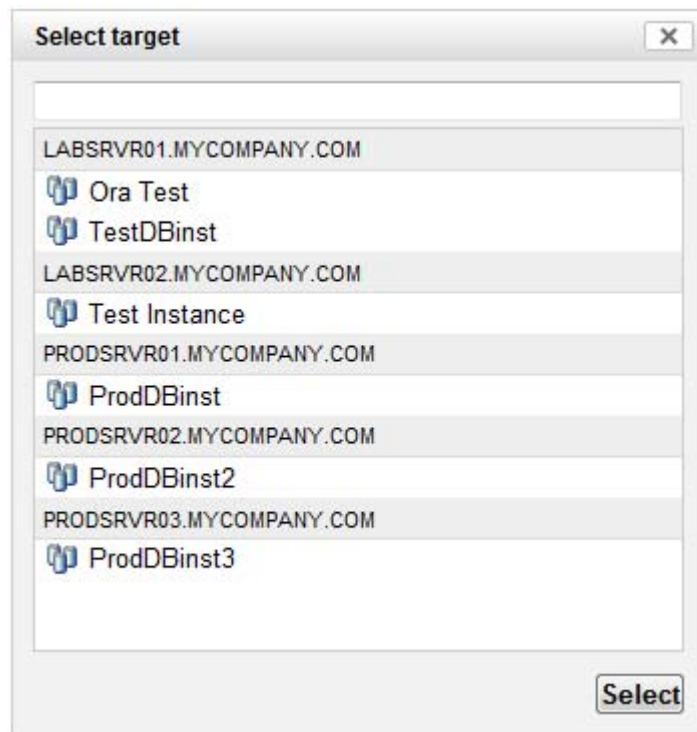 Select target
LABSRVR01.MYCOMPANY.COM
Ora Test
TestDBinst
LABSRVR02.MYCOMPANY.COM
Test Instance
PRODSRVR01.MYCOMPANY.COM
ProdDBinst
PRODSRVR02.MYCOMPANY.COM
ProdDBinst2
PRODSRVR03.MYCOMPANY.COM
ProdDBinst3
Select